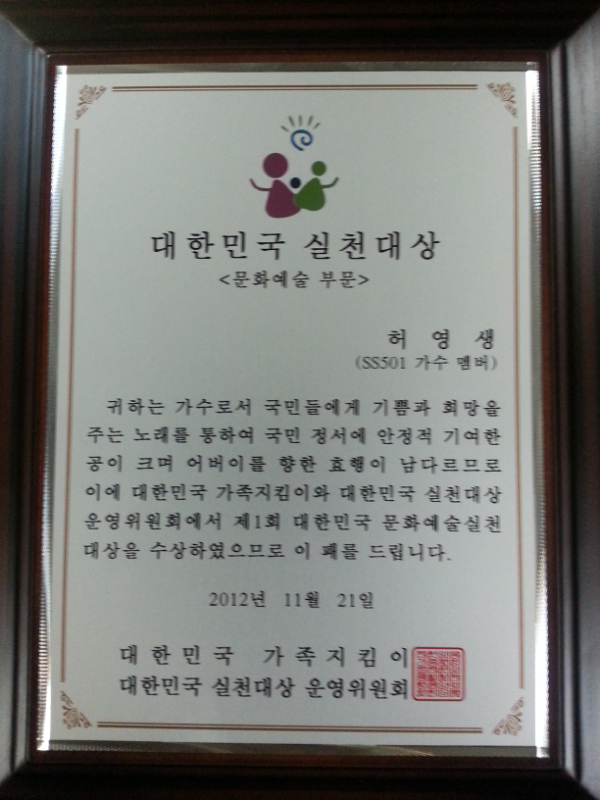 대한민국 실천대상
<문화예술 부문>
허 영 생
(SS501 가수 멤버)
귀하는 가수로서 국민들에게 기쁨과 희망을
주는 노래를 통하여 국민 정서에 안정적 기여한
공이 크며 어버이를 향한 효행이 남다르므로
이에 대한민국 가족지킴이와 대한민국 실천대상
운영위원회에서 제1회 대한민국 문화예술실천
대상을 수상하였으므로 이 패를 드립니다.
2012년 11월 21일
대한민국 가족지킴이
대한민국 실천대상 운영위원회